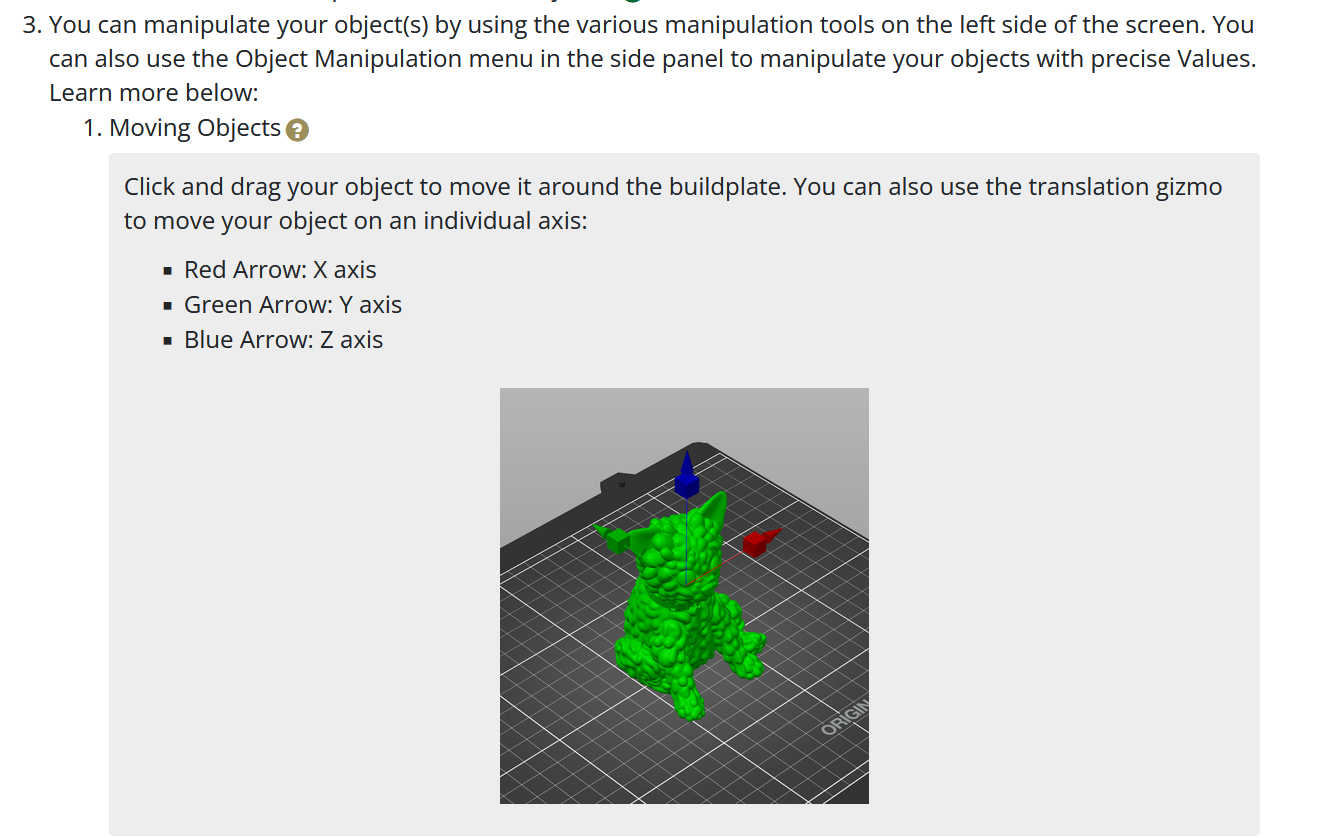 3. You can manipulate your object(s) by using the various manipulation tools on the left side of the screen. You
can also use the Object Manipulation menu in the side panel to manipulate your objects with precise Values.
Learn more below:
1. Moving Objects ?
Click and drag your object to move it around the buildplate. You can also use the translation gizmo
to move your object on an individual axis:
▪ Red Arrow: X axis
▪ Green Arrow: Y axis
▪ Blue Arrow: Z axis
ORIGIN